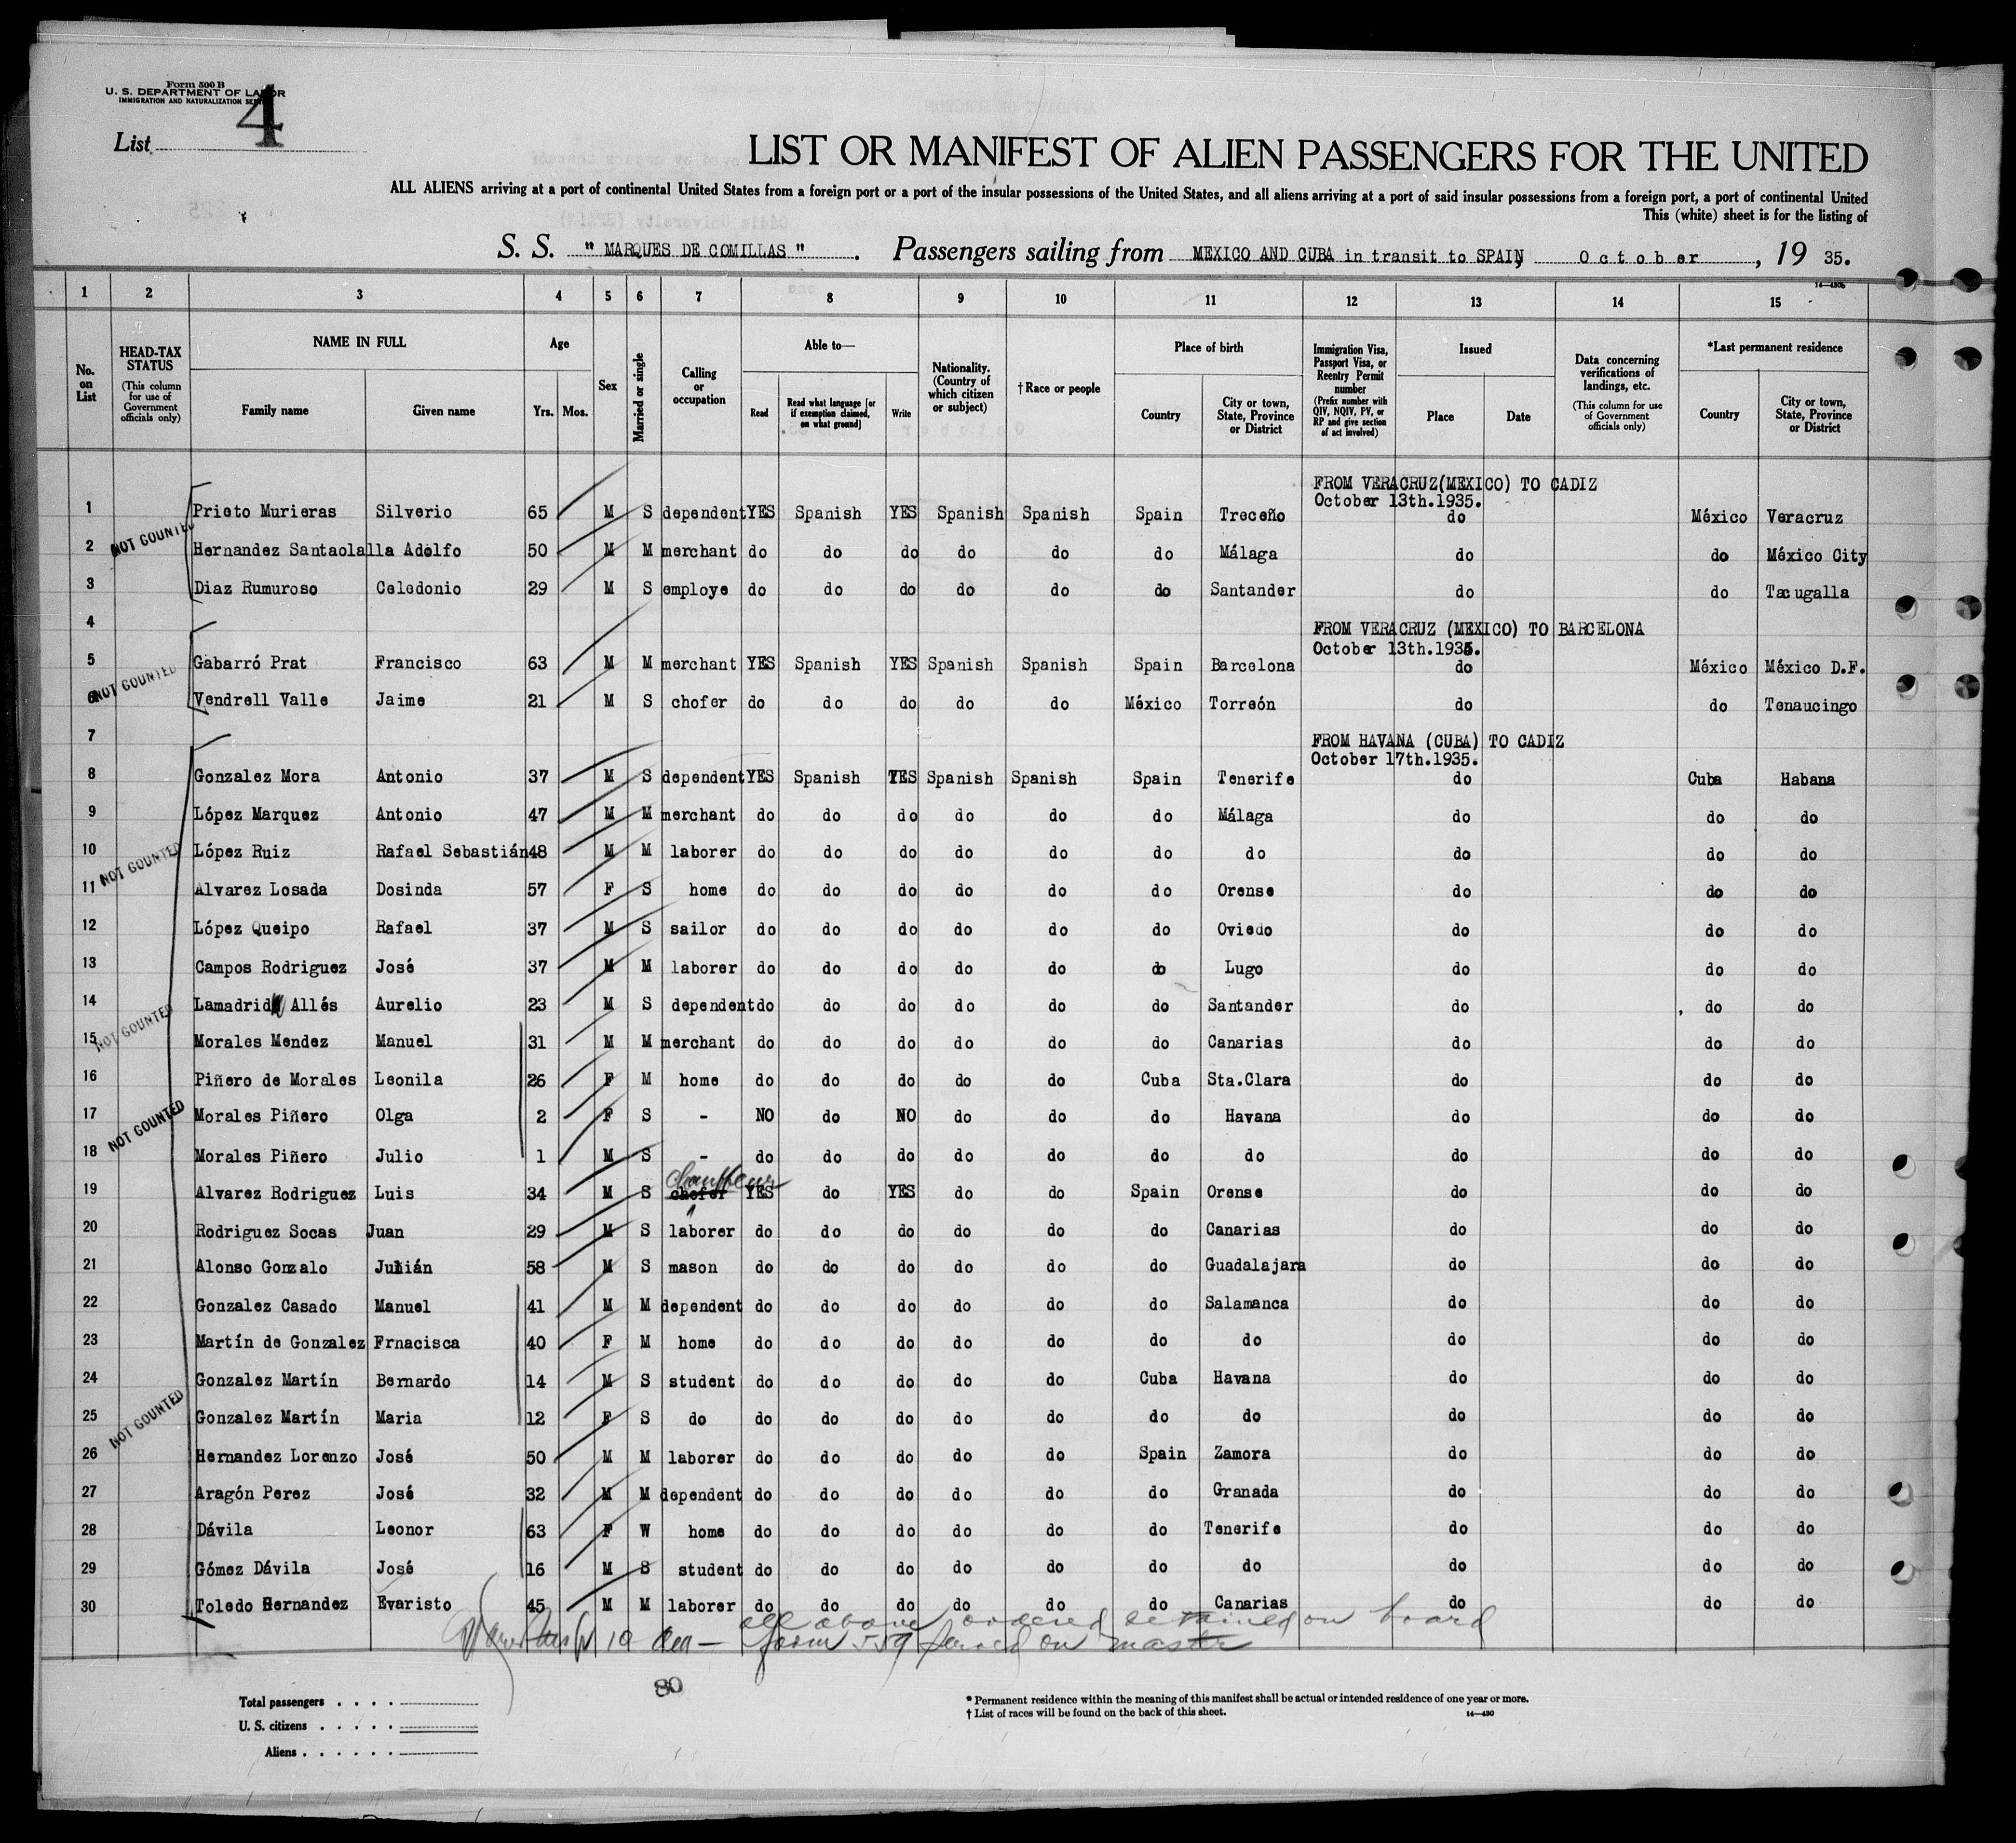 Form 500 B
U. S. DEPARTMENT OF LABOR
IMMIGRATION AND NATURALIZATION SERVICE
List 4
LIST OR MANIFEST OF ALIEN PASSENGERS FOR THE UNITED
ALL ALIENS arriving at a port of continental United States from a foreign port or a port of the insular possessions of the United States, and all aliens arriving at a port of said insular possessions from a foreign port, a port of continental United
This (white) sheet is for the listing of
S. S. " MARQUES DE COMILLAS ". Passengers sailing from MEXICO AND CUBA in transit to SPAIN, October, 19 35.
14—430b
1 2 3 4 5 6 7 8 9 10 11 12 13 14 15
No. on List | HEAD-TAX STATUS (This column for use of Government officials only) | NAME IN FULL Family name Given name | Age Yrs. Mos. | Sex | Married or single | Calling or occupation | Able to— Read | Read what language [or if exemption claimed, on what ground] | Write | Nationality. (Country of which citizen or subject) | †Race or people | Place of birth Country | City or town, State, Province or District | Immigration Visa, Passport Visa, or Reentry Permit number (Prefix number with QIV, NQIV, PV, or RP and give section of act involved) | Issued Place Date | Data concerning verifications of landings, etc. (This column for use of Government officials only) | *Last permanent residence Country | City or town, State, Province or District
FROM VERACRUZ(MEXICO) TO CADIZ
October 13th.1935.
1 Prieto Murieras Silverio 65 M S dependent YES Spanish YES Spanish Spanish Spain Treceño do México Veracruz
NOT COUNTED
2 Hernandez Santaolalla Adolfo 50 M M merchant do do do do do do Málaga do do México City
3 Diaz Rumuroso Celedonio 29 M S employe do do do do do do Santander do do Tacugalla
4 FROM VERACRUZ (MEXICO) TO BARCELONA
October 13th.1935.
5 Gabarró Prat Francisco 63 M M merchant YES Spanish YES Spanish Spanish Spain Barcelona do México México D.F.
NOT COUNTED
6 Vendrell Valle Jaime 21 M S chofer do do do do do México Torreón do do Tenaucingo
7 FROM HAVANA (CUBA) TO CADIZ
October 17th.1935.
8 Gonzalez Mora Antonio 37 M S dependent YES Spanish YES Spanish Spanish Spain Tenerife do Cuba Habana
9 López Marquez Antonio 47 M M merchant do do do do do do Málaga do do do
10 López Ruiz Rafael Sebastián 48 M M laborer do do do do do do do do do do
NOT COUNTED
11 Alvarez Losada Dosinda 57 F S home do do do do do do Orense do do do
12 López Queipo Rafael 37 M S sailor do do do do do do Oviedo do do do
13 Campos Rodriguez José 37 M M laborer do do do do do do Lugo do do do
14 Lamadrid Allés Aurelio 23 M S dependent do do do do do do Santander do do do
NOT COUNTED
15 Morales Mendez Manuel 31 M M merchant do do do do do do Canarias do do do
16 Piñero de Morales Leonila 26 F M home do do do do do Cuba Sta.Clara do do do
17 Morales Piñero Olga 2 F S - NO do NO do do do Havana do do do
NOT COUNTED
18 Morales Piñero Julio 1 M S - do do do do do do do do do do
chauffeur
19 Alvarez Rodriguez Luis 34 M S chofer YES do YES do do Spain Orense do do do
20 Rodriguez Socas Juan 29 M S laborer do do do do do do Canarias do do do
21 Alonso Gonzalo Julián 58 M S mason do do do do do do Guadalajara do do do
22 Gonzalez Casado Manuel 41 M M dependent do do do do do do Salamanca do do do
23 Martín de Gonzalez Frnacisca 40 F M home do do do do do do do do do do
24 Gonzalez Martín Bernardo 14 M S student do do do do do Cuba Havana do do do
25 Gonzalez Martín Maria 12 F S do do do do do do do do do do do
NOT COUNTED
26 Hernandez Lorenzo José 50 M M laborer do do do do do Spain Zamora do do do
27 Aragón Perez José 32 M M dependent do do do do do do Granada do do do
28 Dávila Leonor 63 F W home do do do do do do Tenerife do do do
29 Gómez Dávila José 16 M S student do do do do do do do do do do
30 Toledo Hernandez Evaristo 45 M M laborer do do do do do do Canarias do do do
all above ordered detained on board
form 559 served on master
80
Total passengers
U. S. citizens
Aliens
* Permanent residence within the meaning of this manifest shall be actual or intended residence of one year or more.
† List of races will be found on the back of this sheet.
14—430